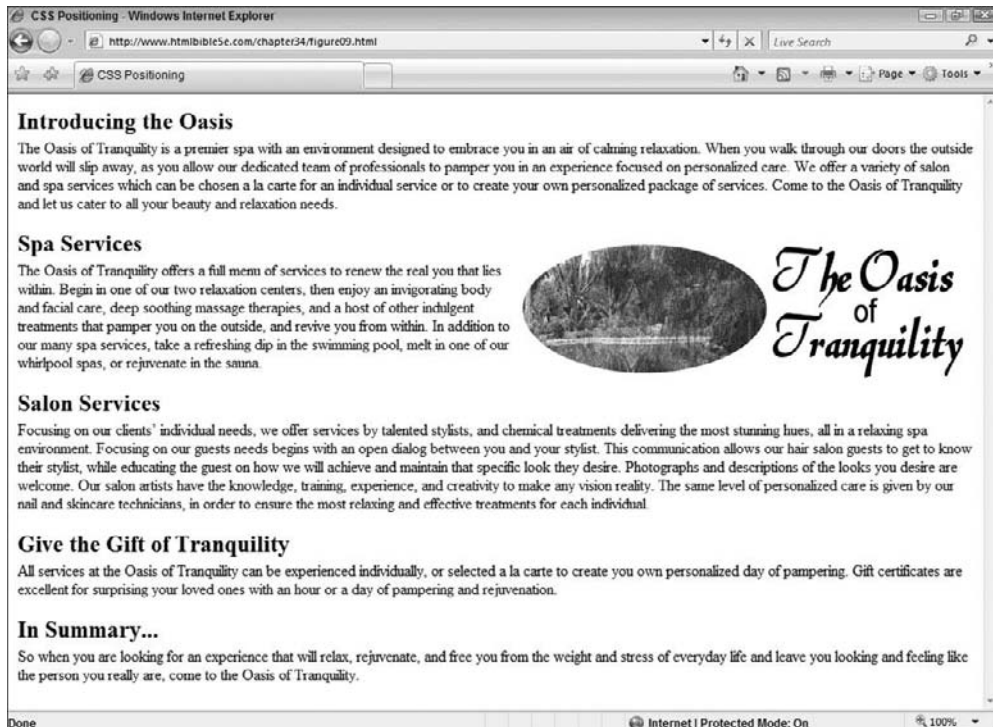 CSS Positioning - Windows Internet Explorer
http://www.htmlbible5e.com/chapter34/figure09.html
Live Search
CSS Positioning
Page
Tools
Introducing the Oasis
The Oasis of Tranquility is a premier spa with an environment designed to embrace you in an air of calming relaxation. When you walk through our doors the outside
world will slip away, as you allow our dedicated team of professionals to pamper you in an experience focused on personalized care. We offer a variety of salon
and spa services which can be chosen a la carte for an individual service or to create your own personalized package of services. Come to the Oasis of Tranquility
and let us cater to all your beauty and relaxation needs.
Spa Services
The Oasis of Tranquility offers a full menu of services to renew the real you that lies
within. Begin in one of our two relaxation centers, then enjoy an invigorating body
and facial care, deep soothing massage therapies, and a host of other indulgent
treatments that pamper you on the outside, and revive you from within. In addition to
our many spa services, take a refreshing dip in the swimming pool, melt in one of our
whirlpool spas, or rejuvenate in the sauna.
The Oasis
of
Tranquility
Salon Services
Focusing on our clients' individual needs, we offer services by talented stylists, and chemical treatments delivering the most stunning hues, all in a relaxing spa
environment. Focusing on our guests needs begins with an open dialog between you and your stylist. This communication allows our hair salon guests to get to know
their stylist, while educating the guest on how we will achieve and maintain that specific look they desire. Photographs and descriptions of the looks you desire are
welcome. Our salon artists have the knowledge, training, experience, and creativity to make any vision reality. The same level of personalized care is given by our
nail and skincare technicians, in order to ensure the most relaxing and effective treatments for each individual.
Give the Gift of Tranquility
All services at the Oasis of Tranquility can be experienced individually, or selected a la carte to create you own personalized day of pampering. Gift certificates are
excellent for surprising your loved ones with an hour or a day of pampering and rejuvenation.
In Summary...
So when you are looking for an experience that will relax, rejuvenate, and free you from the weight and stress of everyday life and leave you looking and feeling like
the person you really are, come to the Oasis of Tranquility.
Done
Internet | Protected Mode: On
100%